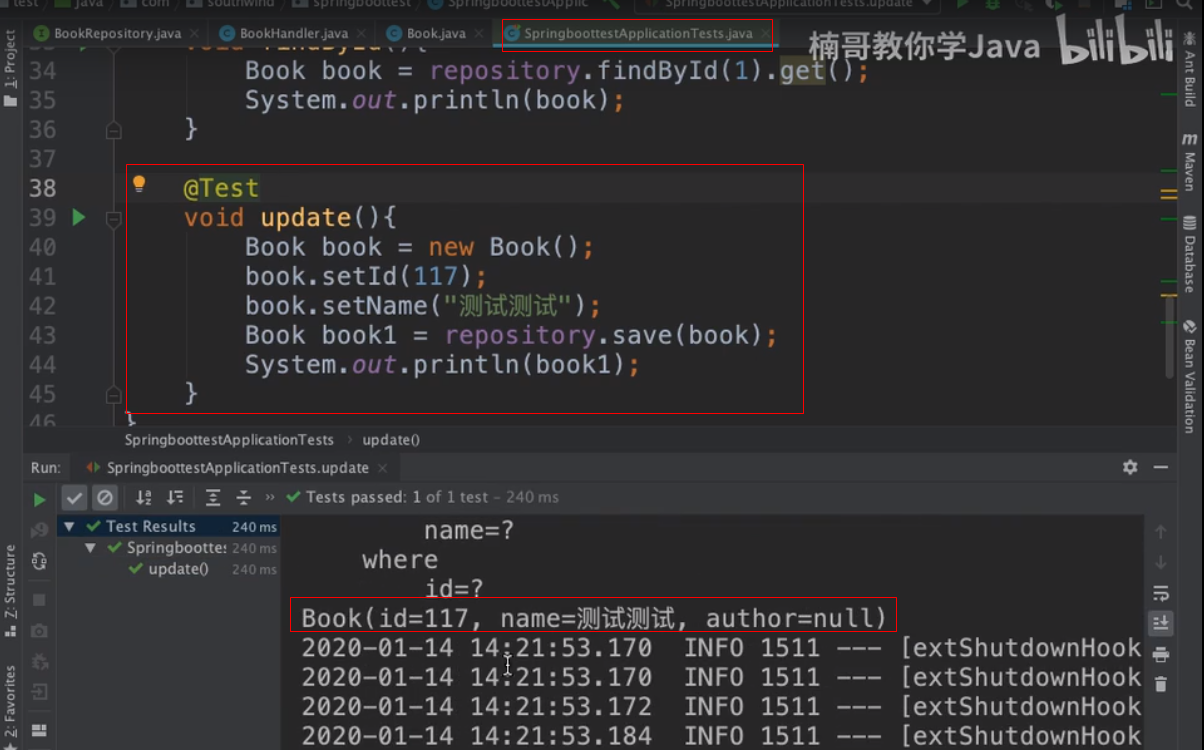 test java com southwind springboottest SpringbootTestApplic SpringboottestApplicationTests.update
BookRepository.java BookHandler.java Book.java SpringboottestApplicationTests.java
楠哥教你学Java bilibili
34 Book book = repository.findById(1).get();
35 System.out.println(book);
36 }
37
38 @Test
39 void update(){
40 Book book = new Book();
41 book.setId(117);
42 book.setName("测试测试");
43 Book book1 = repository.save(book);
44 System.out.println(book1);
45 }
46 }
SpringboottestApplicationTests › update()
Run: SpringboottestApplicationTests.update
Tests passed: 1 of 1 test – 240 ms
Test Results 240 ms
Springboottes 240 ms
update() 240 ms
name=?
where
id=?
Book(id=117, name=测试测试, author=null)
2020-01-14 14:21:53.170 INFO 1511 --- [extShutdownHook
2020-01-14 14:21:53.170 INFO 1511 --- [extShutdownHook
2020-01-14 14:21:53.172 INFO 1511 --- [extShutdownHook
2020-01-14 14:21:53.184 INFO 1511 --- [extShutdownHook
1: Project
7: Structure
2: Favorites
Ant Build
Maven
Database
Bean Validation